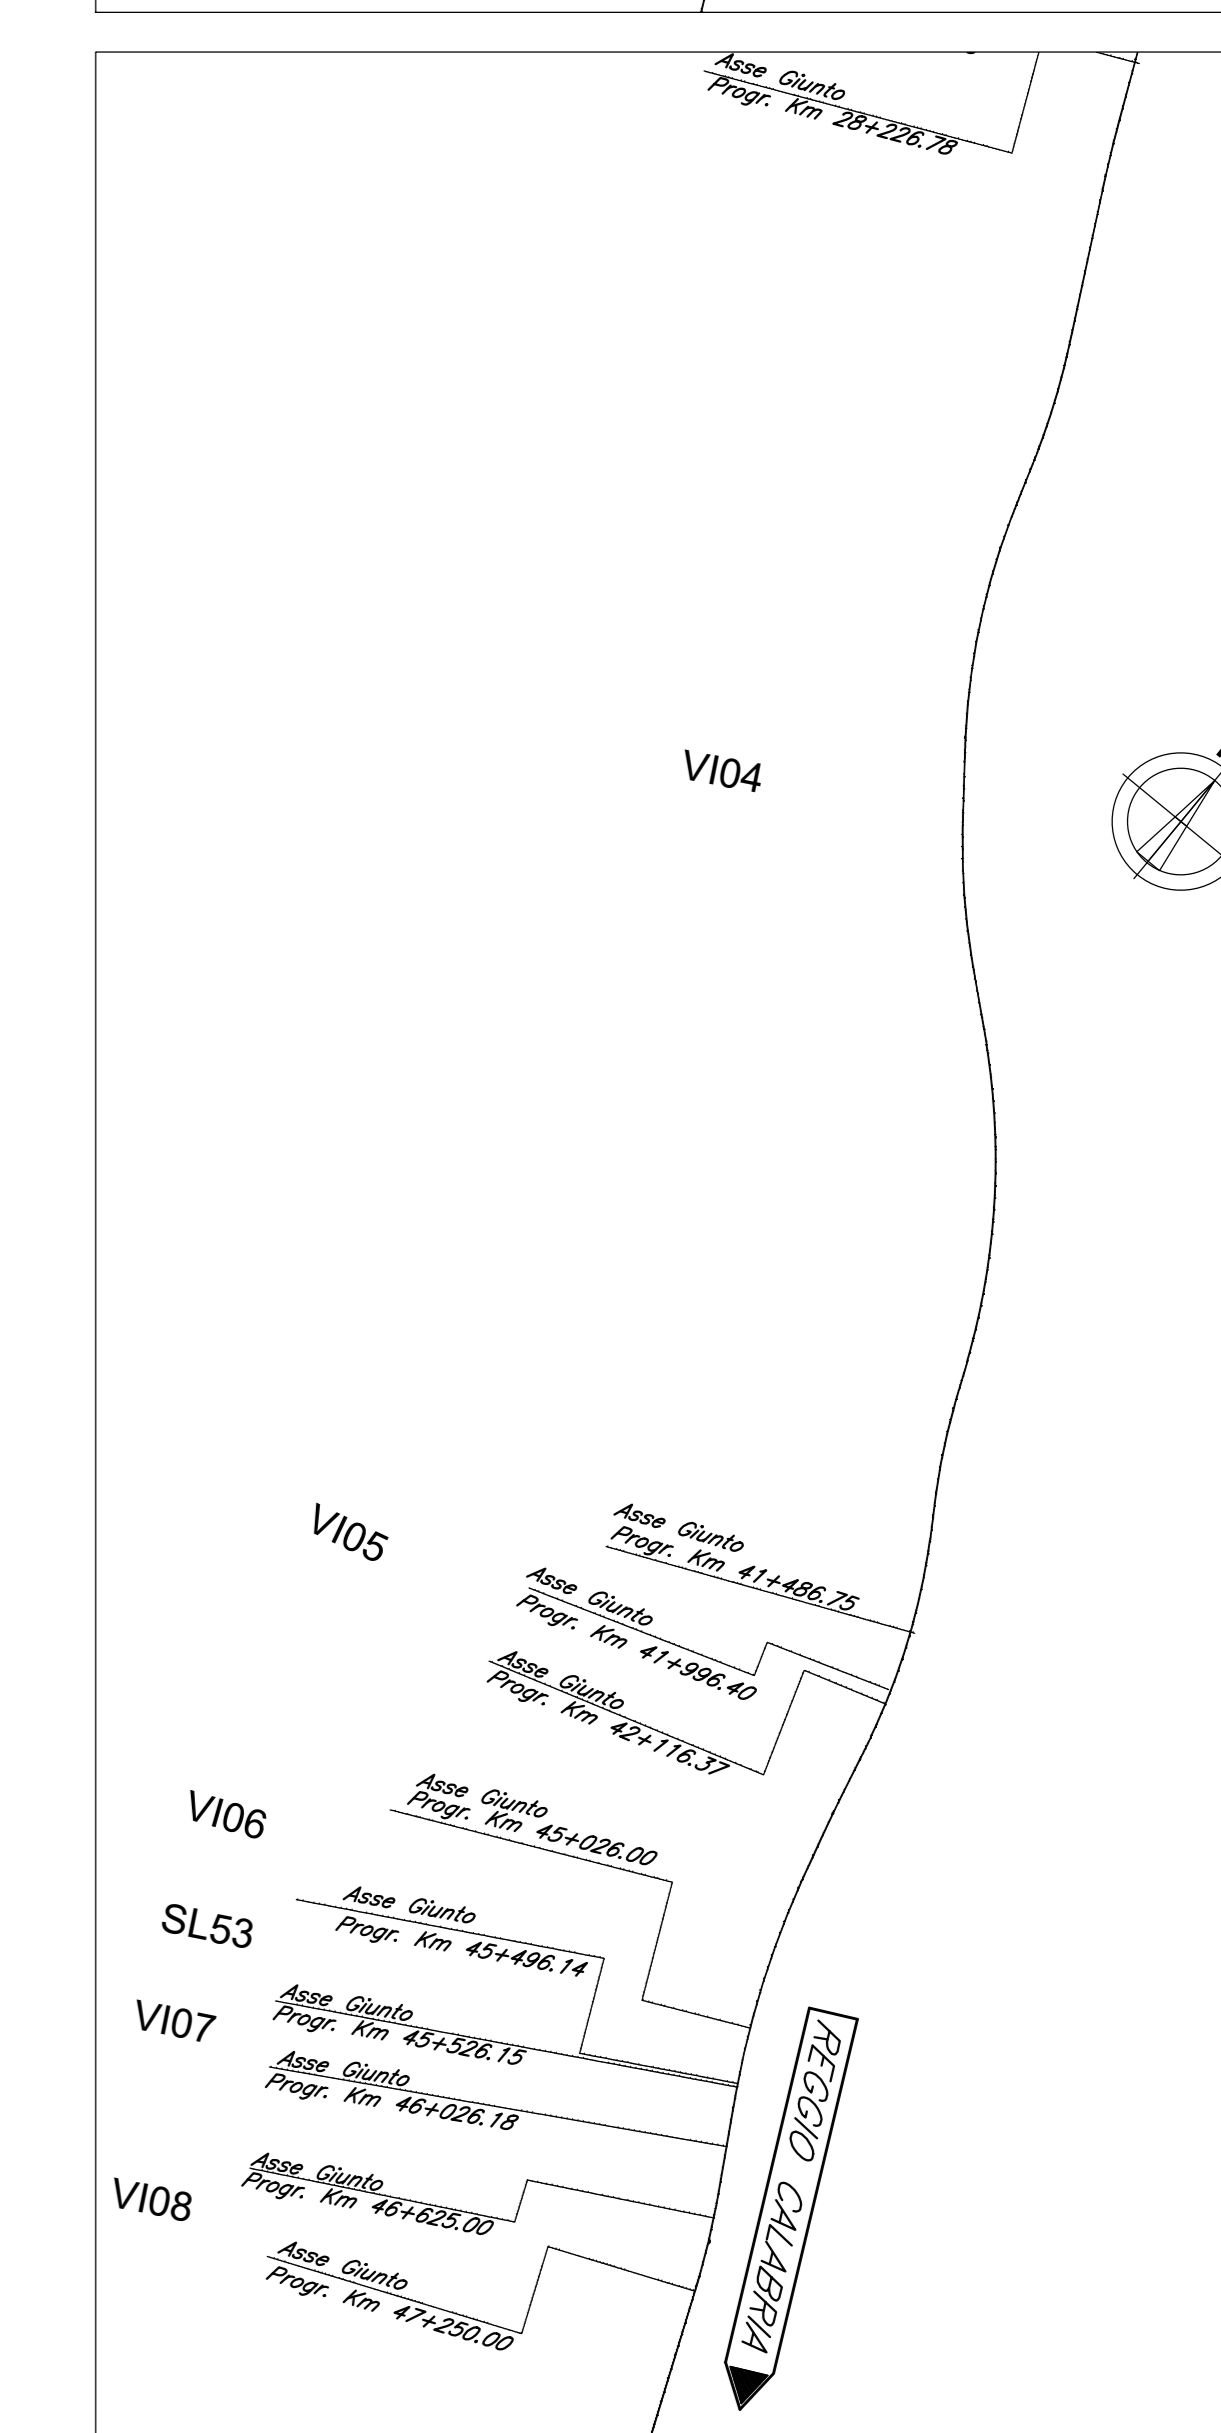 Asse Giunto
Progr. Km 28+226.78
VI04
VI05
Asse Giunto
Progr. Km 41+486.75
Asse Giunto
Progr. Km 41+996.40
Asse Giunto
Progr. Km 42+116.37
VI06
Asse Giunto
Progr. Km 45+026.00
SL53
Asse Giunto
Progr. Km 45+496.14
VI07
Asse Giunto
Progr. Km 45+526.15
Asse Giunto
Progr. Km 46+026.18
VI08
Asse Giunto
Progr. Km 46+625.00
Asse Giunto
Progr. Km 47+250.00
REGGIO CALABRIA